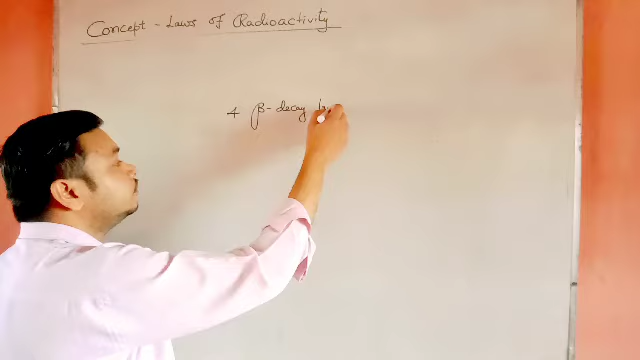 Concept - Laws of Radioactivity
4 β- decay